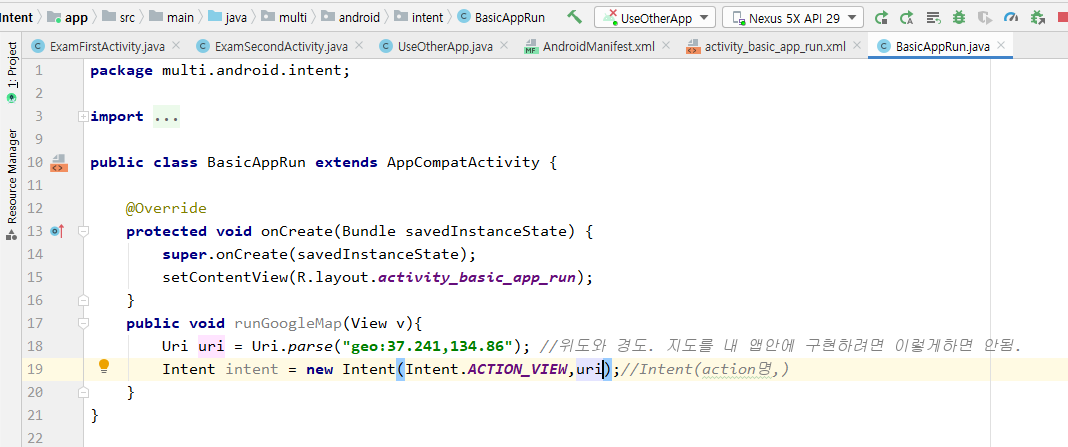 Intent app src main java multi android intent BasicAppRun UseOtherApp Nexus 5X API 29
ExamFirstActivity.java ExamSecondActivity.java UseOtherApp.java AndroidManifest.xml activity_basic_app_run.xml BasicAppRun.java
1: Project
Resource Manager
1 package multi.android.intent;
2
3 import ...
9
10 public class BasicAppRun extends AppCompatActivity {
11
12 @Override
13 protected void onCreate(Bundle savedInstanceState) {
14 super.onCreate(savedInstanceState);
15 setContentView(R.layout.activity_basic_app_run);
16 }
17 public void runGoogleMap(View v){
18 Uri uri = Uri.parse("geo:37.241,134.86"); //위도와 경도. 지도를 내 앱안에 구현하려면 이렇게하면 안됨.
19 Intent intent = new Intent(Intent.ACTION_VIEW,uri);//Intent(action명,)
20 }
21 }
22